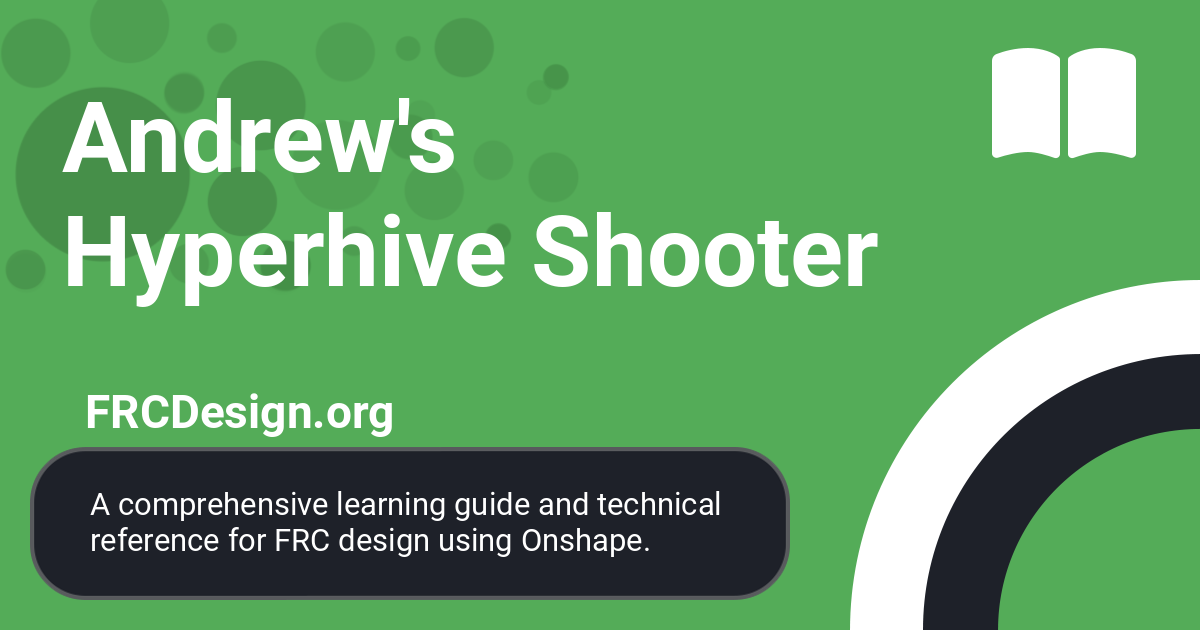 Andrew's
Hyperhive Shooter
FRCDesign.org
A comprehensive learning guide and technical
reference for FRC design using Onshape.